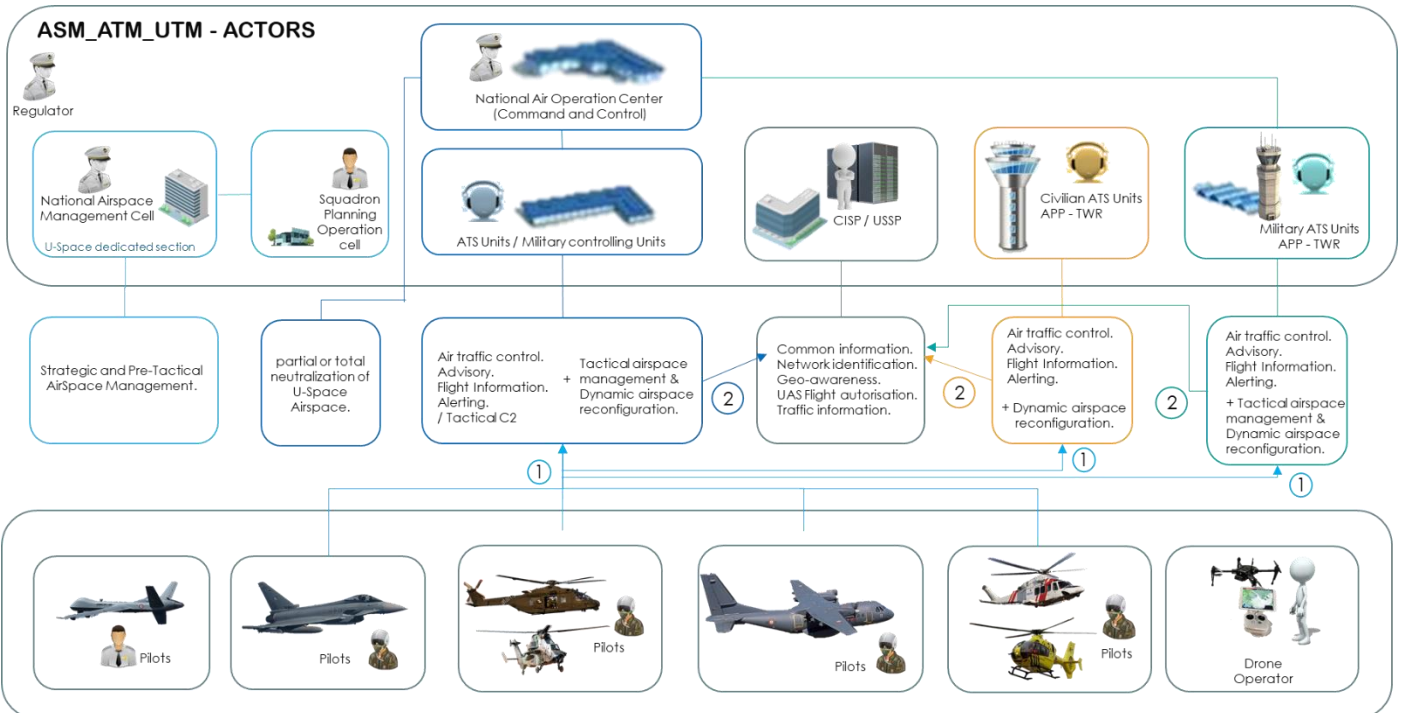 ASM_ATM_UTM - ACTORS
Regulator
National Air Operation Center
(Command and Control)
National Airspace
Management Cell
U-Space dedicated section
Squadron
Planning
Operation
cell
ATS Units / Military controlling Units
CISP / USSP
Civilian ATS Units
APP - TWR
Military ATS Units
APP - TWR
Strategic and Pre-Tactical
AirSpace Management.
partial or total
neutralization of
U-Space
Airspace.
Air traffic control.
Advisory.
Flight Information.
Alerting.
/ Tactical C2
+
Tactical airspace
management &
Dynamic airspace
reconfiguration.
2
Common information.
Network identification.
Geo-awareness.
UAS Flight autorisation.
Traffic information.
2
Air traffic control.
Advisory.
Flight Information.
Alerting.
+ Dynamic airspace
reconfiguration.
2
Air traffic control.
Advisory.
Flight Information.
Alerting.
+ Tactical airspace
management &
Dynamic airspace
reconfiguration.
1
1
1
Pilots
Pilots
Pilots
Pilots
Pilots
Drone
Operator